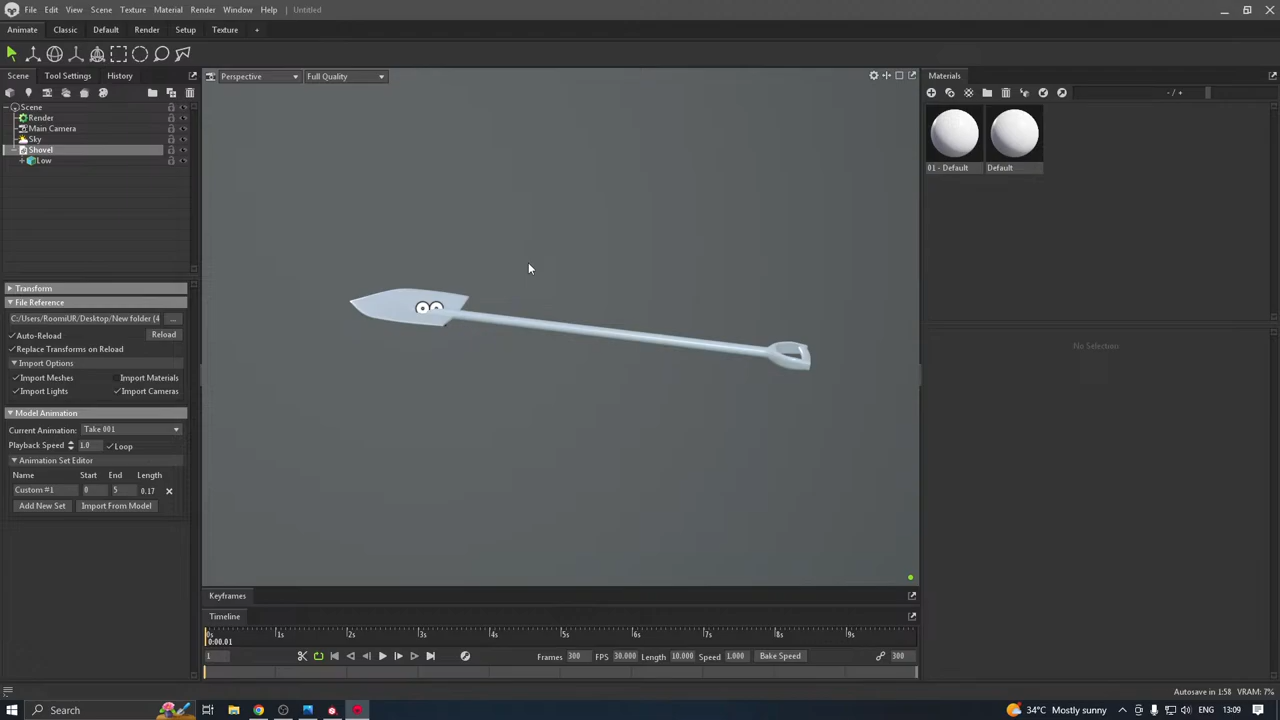 File Edit View Scene Texture Material Render Window Help Untitled
Animate Classic Default Render Setup Texture +
Scene Tool Settings History
Perspective Full Quality
Materials
- / +
Scene
Render
Main Camera
Sky
Shovel
Low
01 - Default Default
Transform
File Reference
C:/Users/RoomiUR/Desktop/New folder (4 ...
Auto-Reload Reload
Replace Transforms on Reload
Import Options
Import Meshes Import Materials
Import Lights Import Cameras
No Selection
Model Animation
Current Animation: Take 001
Playback Speed 1.0 Loop
Animation Set Editor
Name Start End Length
Custom #1 0 5 0.17
Add New Set Import From Model
Keyframes
Timeline
0s 1s 2s 3s 4s 5s 6s 7s 8s 9s
0:00.01
1 Frames 300 FPS 30.000 Length 10.000 Speed 1.000 Bake Speed 300
Autosave in 1:58 VRAM: 7%
Search 34°C Mostly sunny ENG 13:09